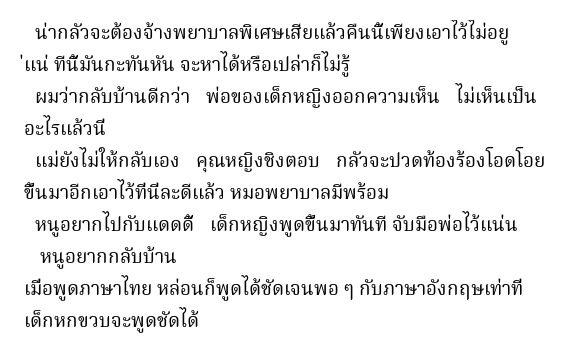 น่ากลัวจะต้องจ้างพยาบาลพิเศษเสียแล้วคืนนี้เพียงเอาไว้ไม่อยู
่แน่ ทีนี้มันกะทันหัน จะหาได้หรือเปล่าก็ไม่รู้
ผมว่ากลับบ้านดีกว่า พ่อของเด็กหญิงออกความเห็น ไม่เห็นเป็น
อะไรแล้วนี่
แม่ยังไม่ให้กลับเอง คุณหญิงชิงตอบ กลัวจะปวดท้องร้องโอดโอย
ขึ้นมาอีกเอาไว้ที่นี่ละดีแล้ว หมอพยาบาลมีพร้อม
หนูอยากไปกับแดดดี้ เด็กหญิงพูดขึ้นมาทันที จับมือพ่อไว้แน่น
หนูอยากกลับบ้าน
เมื่อพูดภาษาไทย หล่อนก็พูดได้ชัดเจนพอ ๆ กับภาษาอังกฤษเท่าที่
เด็กหกขวบจะพูดชัดได้